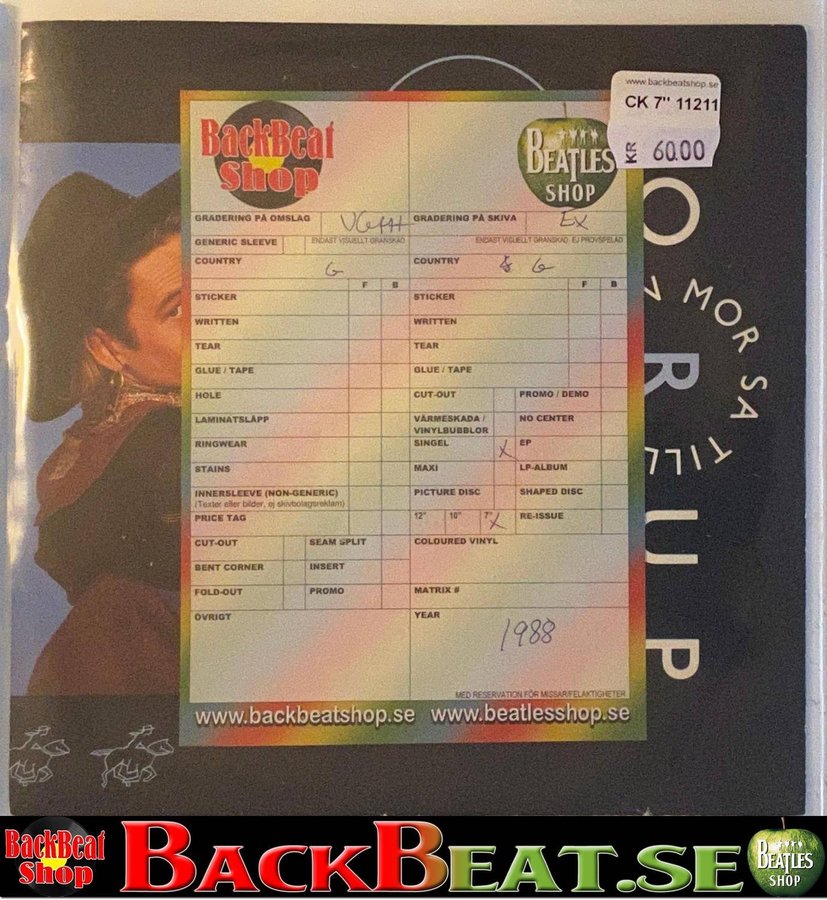 www.backbeatshop.se
CK 7" 11211
KR 60.00
BackBeat
Shop
BEATLES
SHOP
GRADERING PÅ OMSLAG VG+++ GRADERING PÅ SKIVA Ex
GENERIC SLEEVE ENDAST VISUELLT GRANSKAD ENDAST VISUELLT GRANSKAD EJ PROVSPELAD
COUNTRY G COUNTRY G
F B F B
STICKER STICKER
WRITTEN WRITTEN
TEAR TEAR
GLUE / TAPE GLUE / TAPE
HOLE CUT-OUT PROMO / DEMO
LAMINATSLÄPP VÄRMESKADA / VINYLBUBBLOR NO CENTER
RINGWEAR SINGEL X EP
STAINS MAXI LP-ALBUM
INNERSLEEVE (NON-GENERIC) PICTURE DISC SHAPED DISC
(Texter eller bilder, ej skivbolagsreklam)
PRICE TAG 12" 10" 7" X RE-ISSUE
CUT-OUT SEAM SPLIT COLOURED VINYL
BENT CORNER INSERT
FOLD-OUT PROMO MATRIX #
ÖVRIGT YEAR
1988
MED RESERVATION FÖR MISSAR/FELAKTIGHETER
www.backbeatshop.se www.beatlesshop.se
O
R
U
P
N MOR SA TILL
BackBeat
Shop
BACKBEAT.SE
BEATLES
SHOP